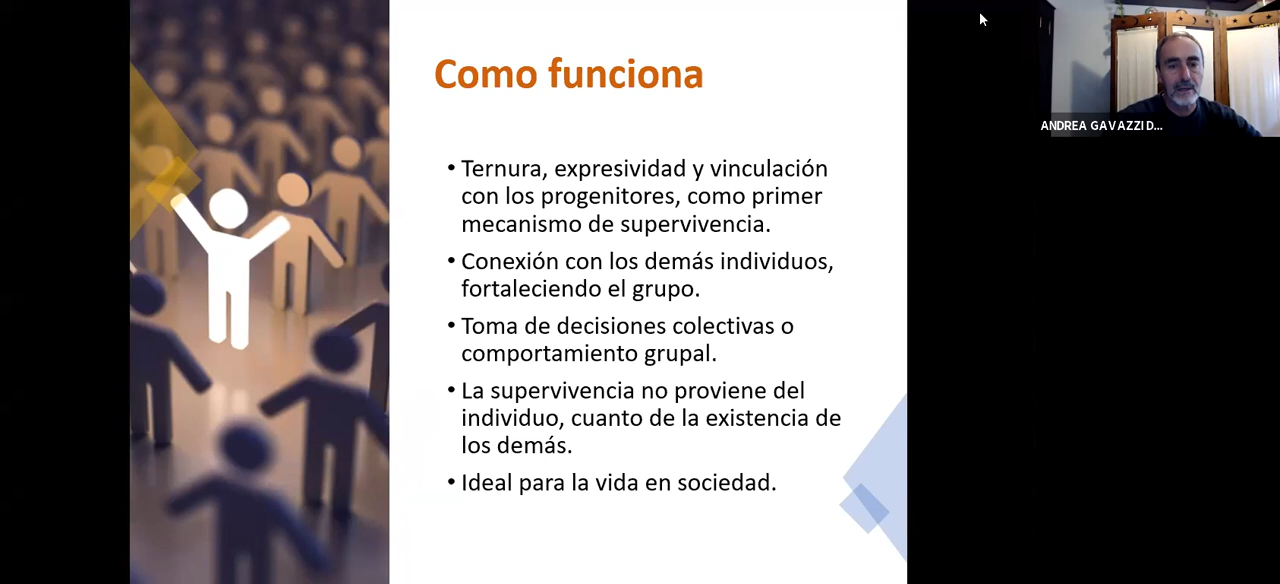 Como funciona
• Ternura, expresividad y vinculación
con los progenitores, como primer
mecanismo de supervivencia.
• Conexión con los demás individuos,
fortaleciendo el grupo.
• Toma de decisiones colectivas o
comportamiento grupal.
• La supervivencia no proviene del
individuo, cuanto de la existencia de
los demás.
• Ideal para la vida en sociedad.
ANDREA GAVAZZI D...